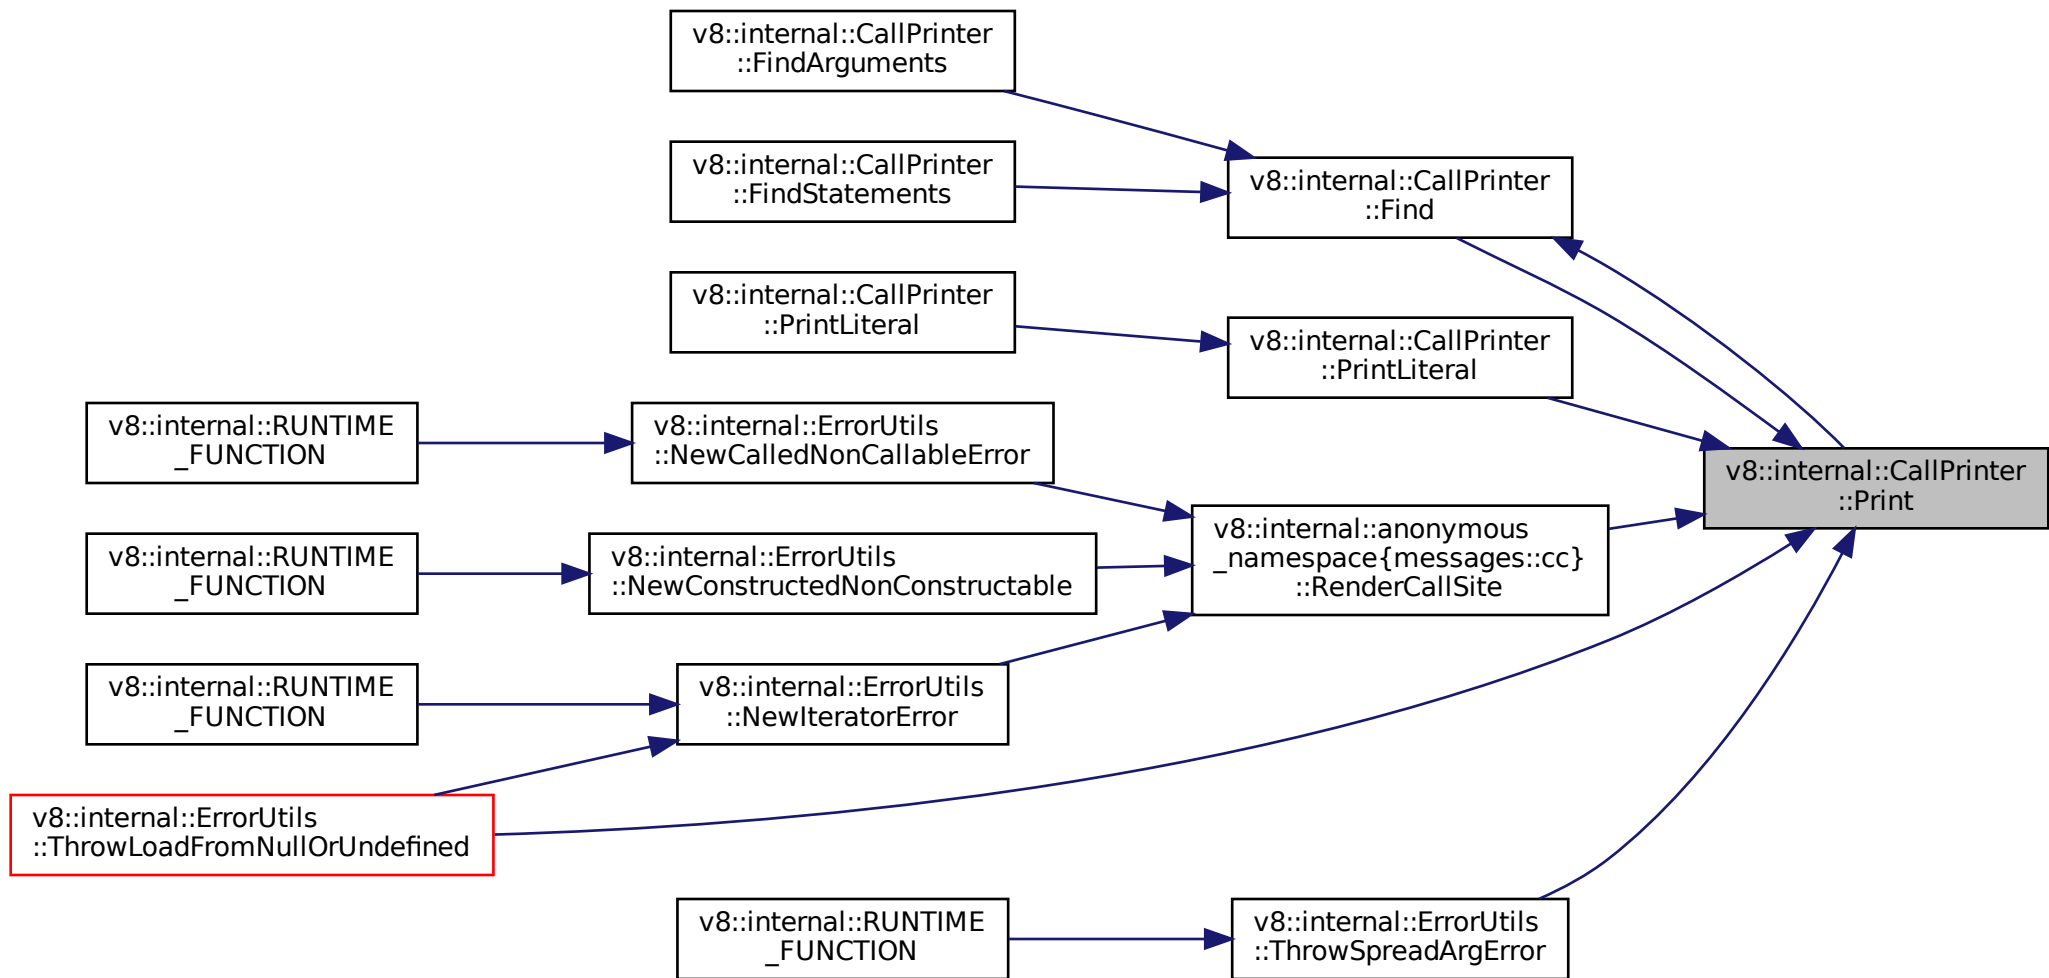 v8::internal::CallPrinter
::FindArguments
v8::internal::CallPrinter
::FindStatements
v8::internal::CallPrinter
::Find
v8::internal::CallPrinter
::PrintLiteral
v8::internal::CallPrinter
::PrintLiteral
v8::internal::RUNTIME
_FUNCTION
v8::internal::ErrorUtils
::NewCalledNonCallableError
v8::internal::CallPrinter
::Print
v8::internal::RUNTIME
_FUNCTION
v8::internal::ErrorUtils
::NewConstructedNonConstructable
v8::internal::anonymous
_namespace{messages::cc}
::RenderCallSite
v8::internal::RUNTIME
_FUNCTION
v8::internal::ErrorUtils
::NewIteratorError
v8::internal::ErrorUtils
::ThrowLoadFromNullOrUndefined
v8::internal::RUNTIME
_FUNCTION
v8::internal::ErrorUtils
::ThrowSpreadArgError